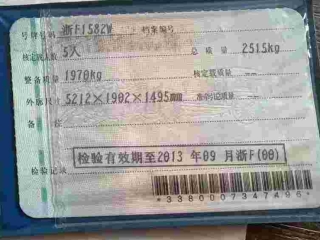 号牌号码 浙F1582W 档案编号
核定载人数 5人 总质量 2515kg
整备质量 1970kg 核定载质量 --
外廓尺寸 5212×1902×1495mm 准牵引总质量 --
备注
检验有效期至2013 年 09 月浙F(00)
检验记录
*3380007347496*